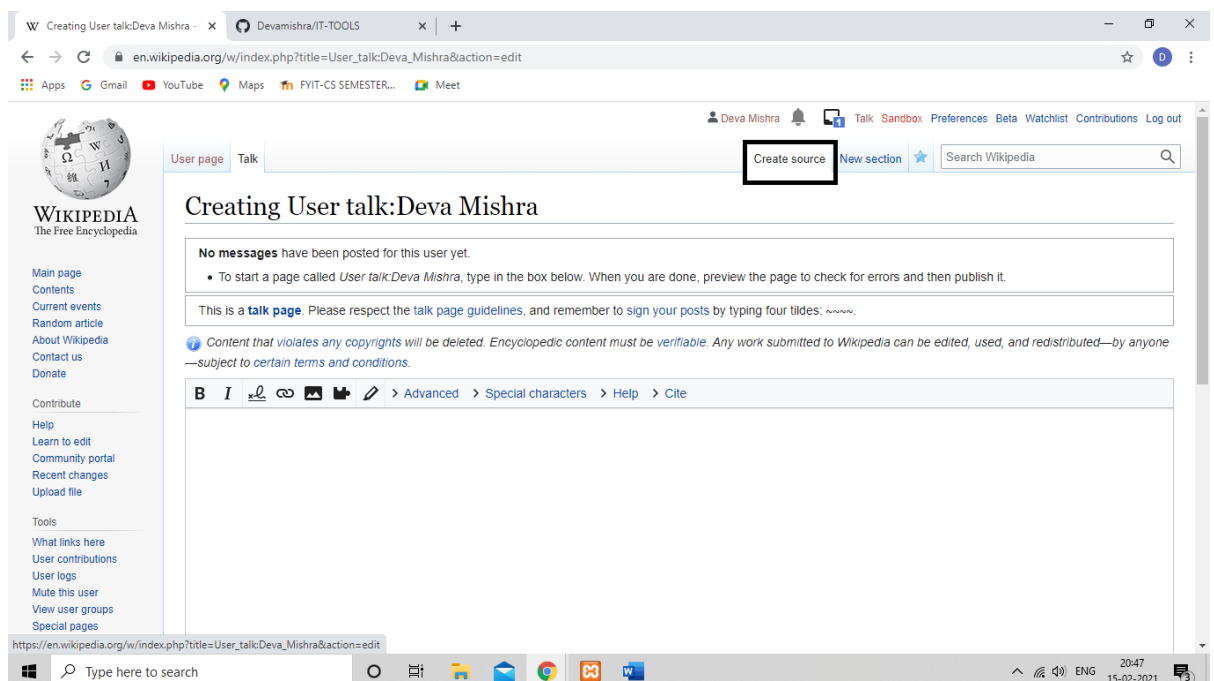 W Creating User talk:Deva Mishra -
Devamishra/IT-TOOLS
en.wikipedia.org/w/index.php?title=User_talk:Deva_Mishra&action=edit
D
Apps Gmail YouTube Maps FYIT-CS SEMESTER... Meet
Deva Mishra 1 Talk Sandbox Preferences Beta Watchlist Contributions Log out
User page Talk Create source New section Search Wikipedia
WIKIPEDIA
The Free Encyclopedia
Main page
Contents
Current events
Random article
About Wikipedia
Contact us
Donate
Contribute
Help
Learn to edit
Community portal
Recent changes
Upload file
Tools
What links here
User contributions
User logs
Mute this user
View user groups
Special pages
Creating User talk:Deva Mishra
No messages have been posted for this user yet.
• To start a page called User talk:Deva Mishra, type in the box below. When you are done, preview the page to check for errors and then publish it.
This is a talk page. Please respect the talk page guidelines, and remember to sign your posts by typing four tildes: ~~~~.
Content that violates any copyrights will be deleted. Encyclopedic content must be verifiable. Any work submitted to Wikipedia can be edited, used, and redistributed—by anyone
—subject to certain terms and conditions.
B I > Advanced > Special characters > Help > Cite
https://en.wikipedia.org/w/index.php?title=User_talk:Deva_Mishra&action=edit
Type here to search
ENG
20:47
15-02-2021
3